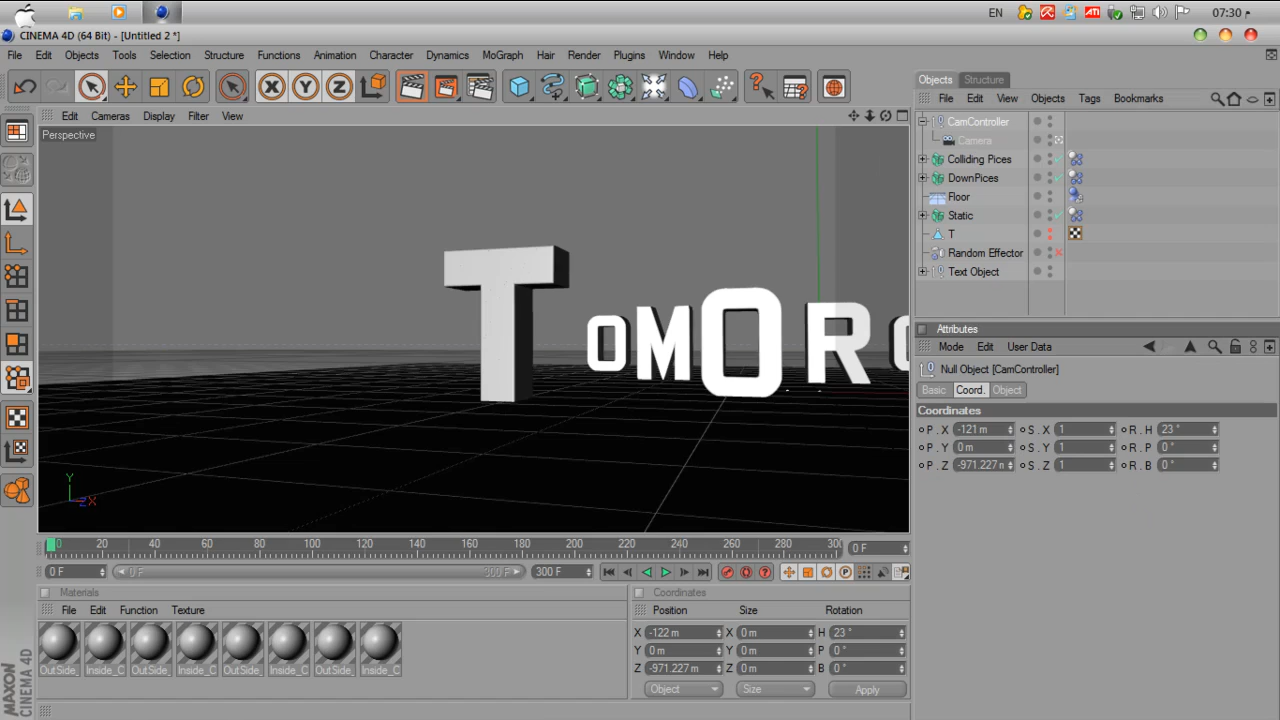 EN
ATI
07:30 م
CINEMA 4D (64 Bit) - [Untitled 2 *]
File Edit Objects Tools Selection Structure Functions Animation Character Dynamics MoGraph Hair Render Plugins Window Help
X Y Z
Objects Structure
File Edit View Objects Tags Bookmarks
Edit Cameras Display Filter View
Perspective
CamController
Camera
Colliding Pices
DownPices
Floor
Static
T
Random Effector
Text Object
TOMORO
Y
ZX
Attributes
Mode Edit User Data
Null Object [CamController]
Basic Coord. Object
Coordinates
P . X -121 m S . X 1 R . H 23 °
P . Y 0 m S . Y 1 R . P 0 °
P . Z -971.227 m S . Z 1 R . B 0 °
0 20 40 60 80 100 120 140 160 180 200 220 240 260 280 30 0 F
0 F 0 F 300 F 300 F
Materials
File Edit Function Texture
OutSide_ Inside_C OutSide_ Inside_C OutSide_ Inside_C OutSide_ Inside_C
Coordinates
Position Size Rotation
X -122 m X 0 m H 23 °
Y 0 m Y 0 m P 0 °
Z -971.227 m Z 0 m B 0 °
Object Size Apply
MAXON
CINEMA 4D